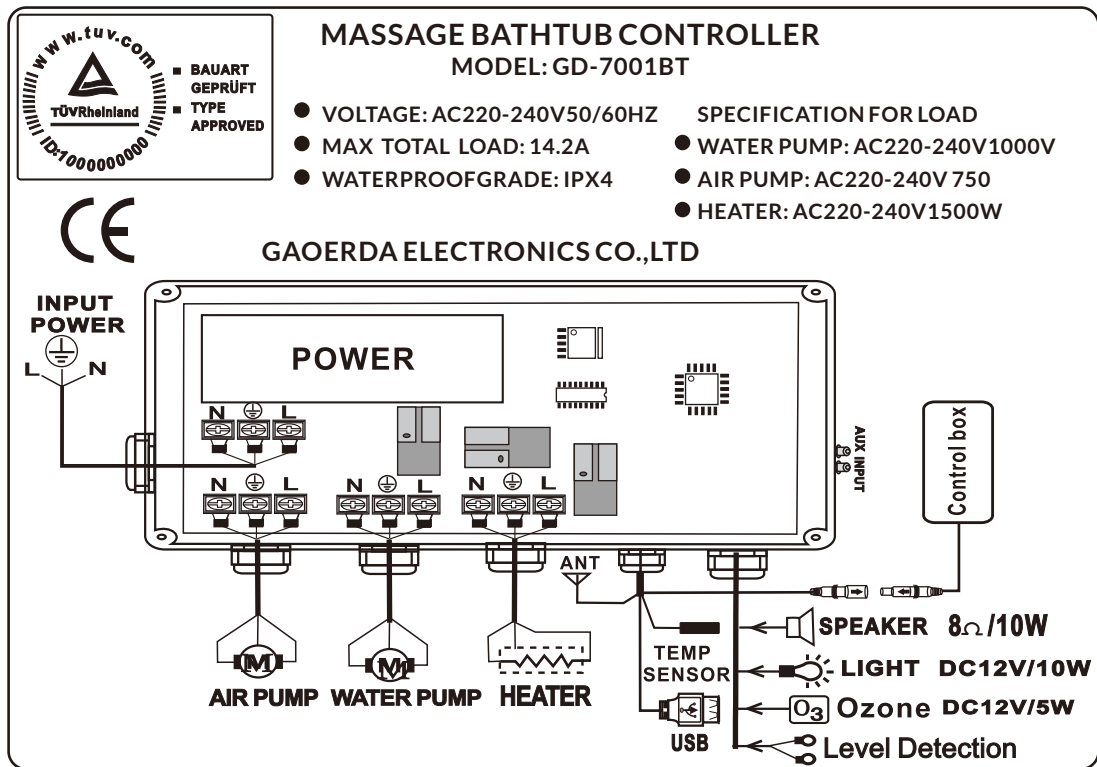 www.tuv.com
TÜVRheinland
ID:1000000000
BAUART
GEPRÜFT
TYPE
APPROVED
CE
MASSAGE BATHTUB CONTROLLER
MODEL: GD-7001BT
VOLTAGE: AC220-240V50/60HZ
MAX TOTAL LOAD: 14.2A
WATERPROOFGRADE: IPX4
SPECIFICATION FOR LOAD
WATER PUMP: AC220-240V1000V
AIR PUMP: AC220-240V 750
HEATER: AC220-240V1500W
GAOERDA ELECTRONICS CO.,LTD
INPUT
POWER
L N
POWER
N L
N L
N L
N L
AUX INPUT
Control box
ANT
AIR PUMP
M
WATER PUMP
M
HEATER
TEMP
SENSOR
USB
SPEAKER 8Ω/10W
LIGHT DC12V/10W
O3 Ozone DC12V/5W
Level Detection